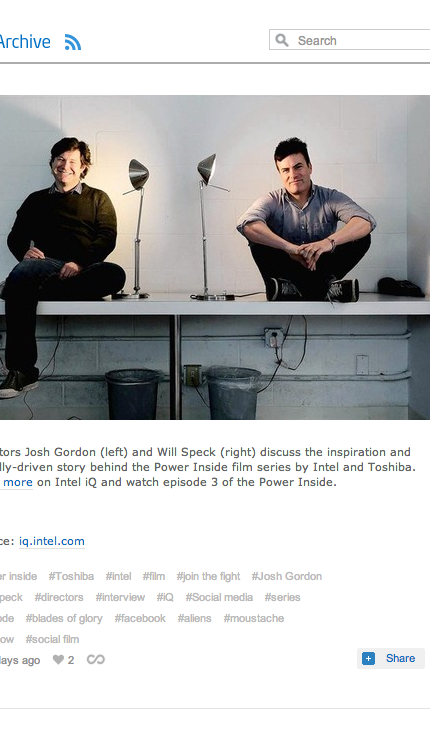 Archive
Search
tors Josh Gordon (left) and Will Speck (right) discuss the inspiration and
lly-driven story behind the Power Inside film series by Intel and Toshiba.
more on Intel iQ and watch episode 3 of the Power Inside.
ce: iq.intel.com
er inside #Toshiba #intel #film #join the fight #Josh Gordon
peck #directors #interview #iQ #Social media #series
ode #blades of glory #facebook #aliens #moustache
ow #social film
days ago 2
Share